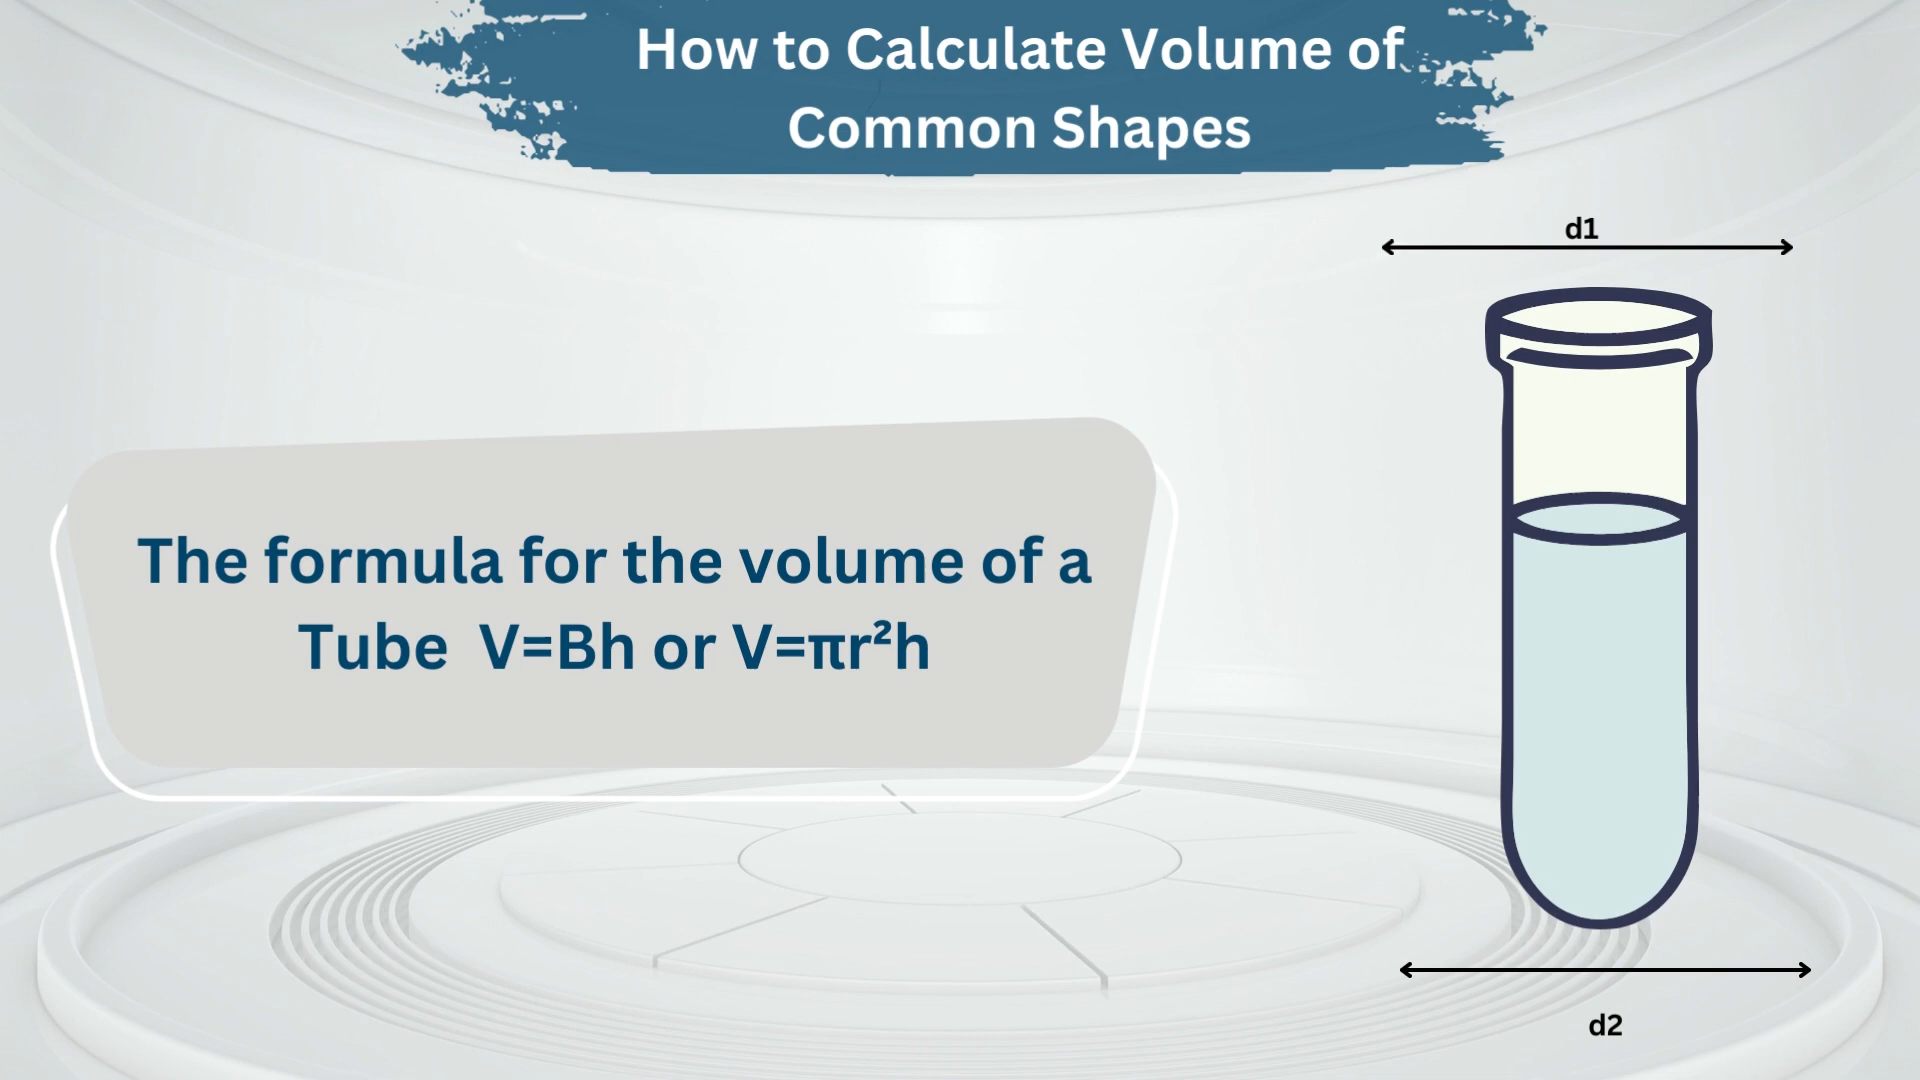 How to Calculate Volume of
Common Shapes
d1
The formula for the volume of a
Tube  V=Bh or V=πr²h
d2